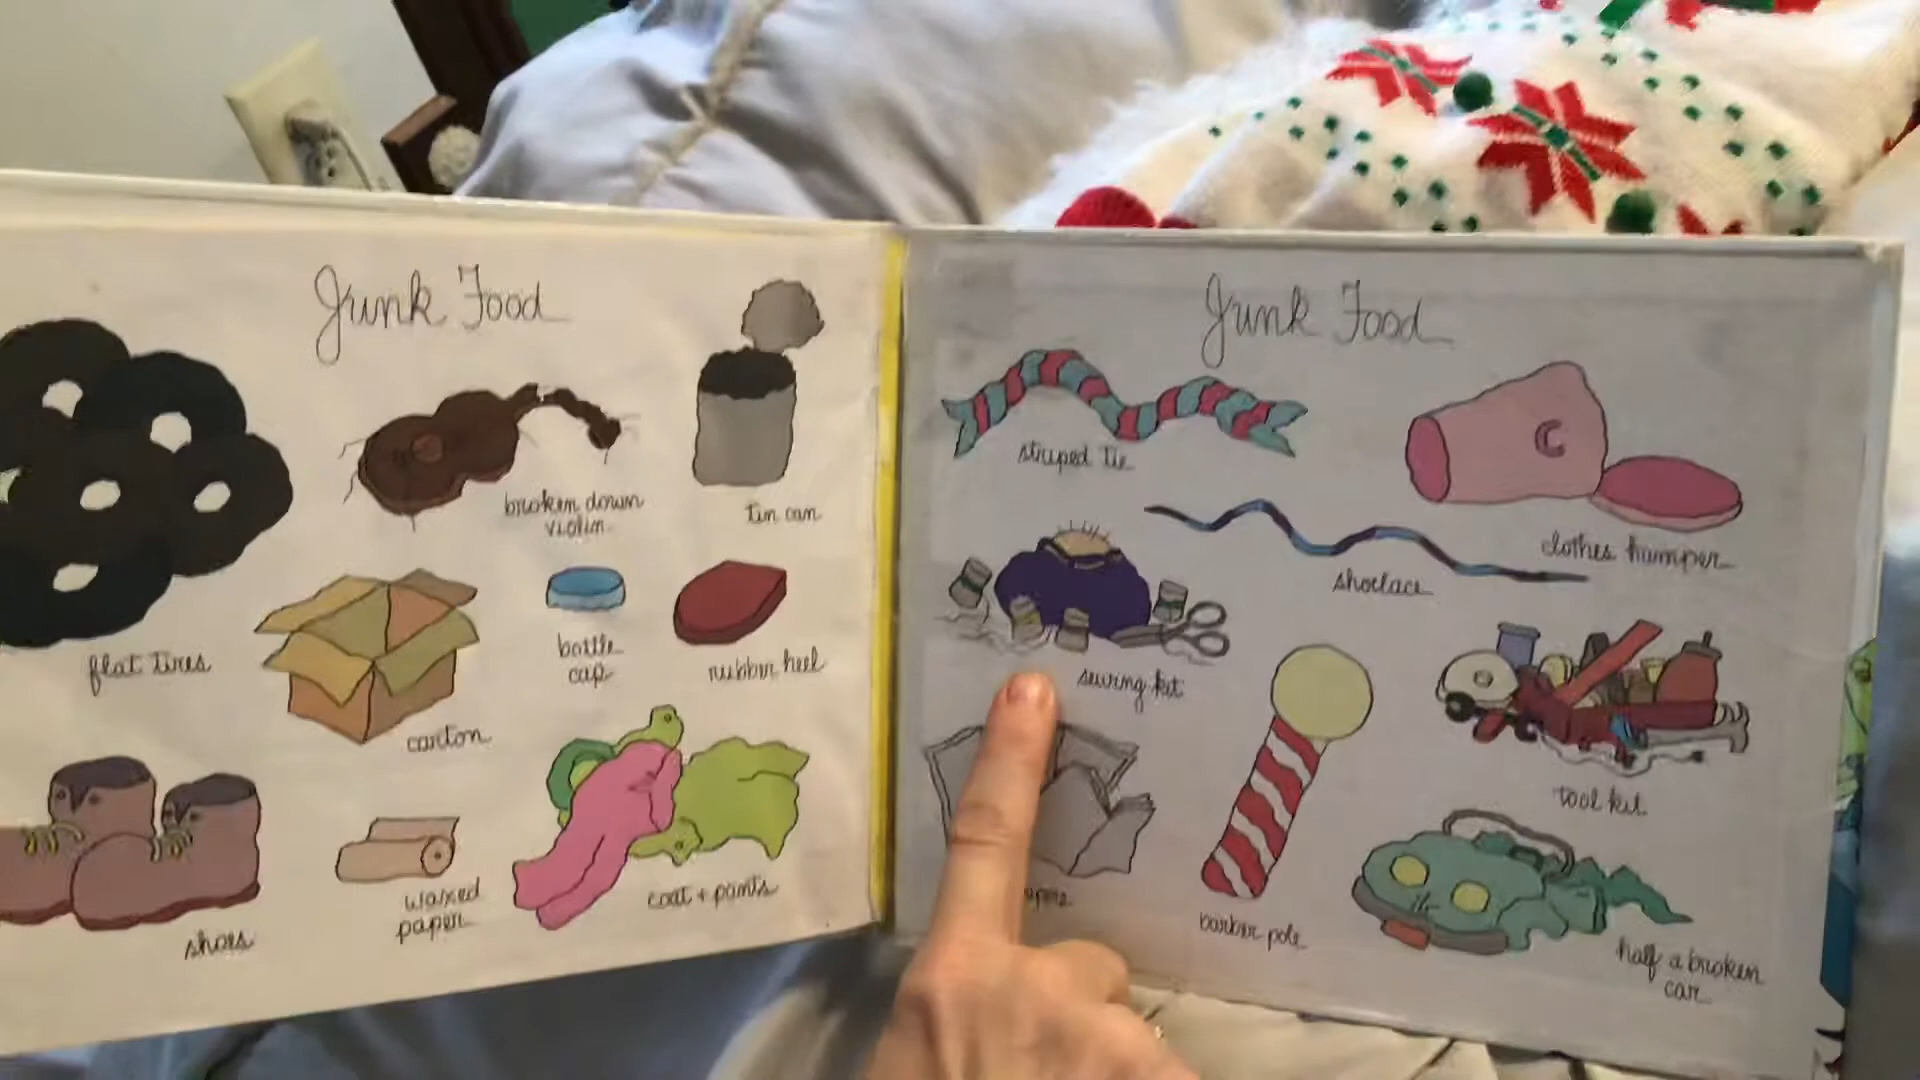 Junk Food
broken down
violin
tin can
flat tires
bottle
cap
rubber heel
carton
shoes
waxed
paper
coat + pants
Junk Food
striped tie
clothes hamper
shoelace
sewing kit
tool kit
barber pole
half a broken
car